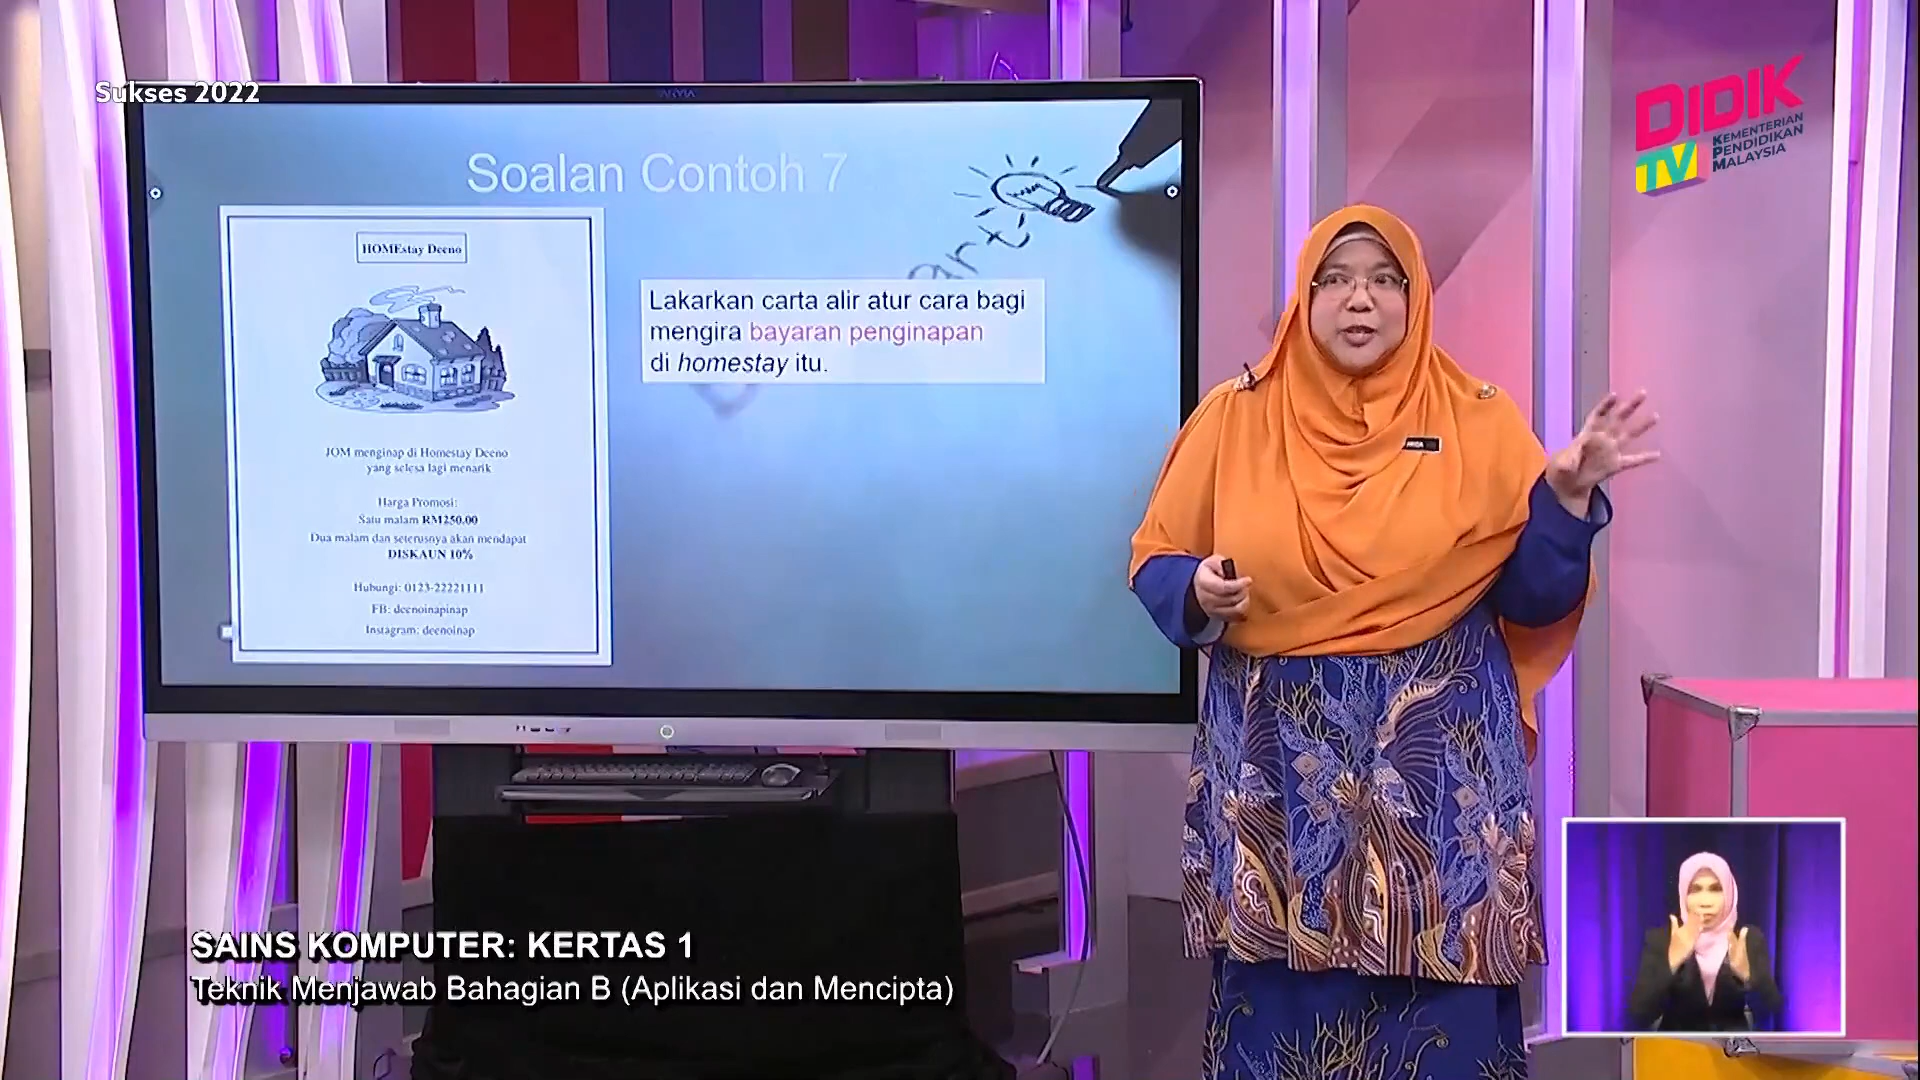 Sukses 2022
DIDIK
TV
KEMENTERIAN
PENDIDIKAN
MALAYSIA
Soalan Contoh 7
HOMEstay Deeno
art
Lakarkan carta alir atur cara bagi
mengira bayaran penginapan
di homestay itu.
JOM menginap di Homestay Deeno
yang selesa lagi menarik
Harga Promosi:
Satu malam RM250.00
Dua malam dan seterusnya akan mendapat
DISKAUN 10%
Hubungi: 0123-22221111
FB: deenoinapinap
Instagram: deenoinap
SAINS KOMPUTER: KERTAS 1
Teknik Menjawab Bahagian B (Aplikasi dan Mencipta)